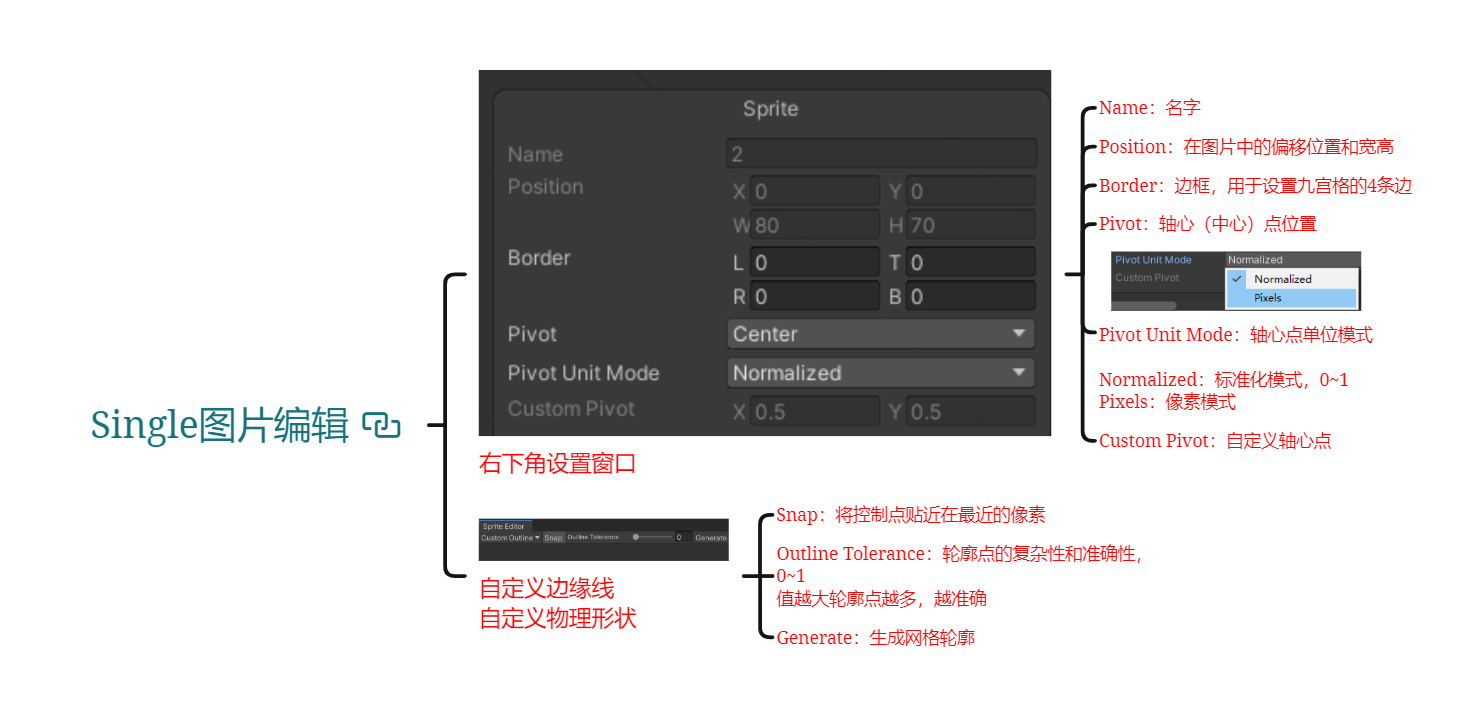 Single图片编辑
Sprite
Name 2
Position X 0 Y 0
W 80 H 70
Border L 0 T 0
R 0 B 0
Pivot Center
Pivot Unit Mode Normalized
Custom Pivot X 0.5 Y 0.5
右下角设置窗口
Name：名字
Position：在图片中的偏移位置和宽高
Border：边框，用于设置九宫格的4条边
Pivot：轴心（中心）点位置
Pivot Unit Mode Normalized
Custom Pivot Normalized
Pixels
Pivot Unit Mode：轴心点单位模式
Normalized：标准化模式，0~1
Pixels：像素模式
Custom Pivot：自定义轴心点
Sprite Editor
Custom Outline Snap Outline Tolerance 0 Generate
自定义边缘线
自定义物理形状
Snap：将控制点贴近在最近的像素
Outline Tolerance：轮廓点的复杂性和准确性，
0~1
值越大轮廓点越多，越准确
Generate：生成网格轮廓